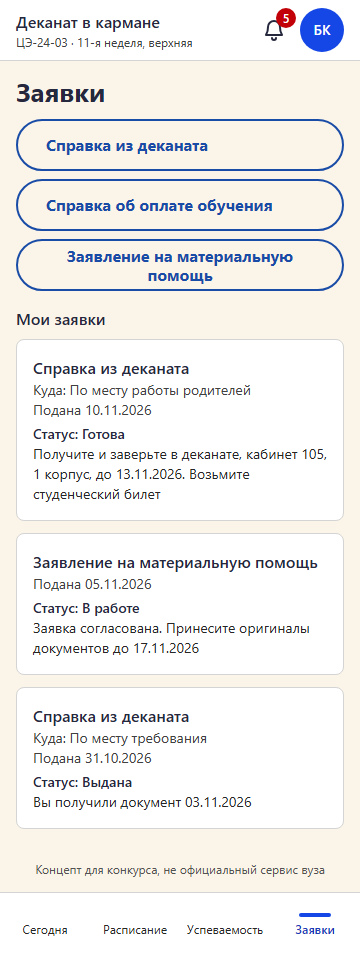 Деканат в кармане
ЦЭ-24-03 · 11-я неделя, верхняя
5
БК
Заявки
Справка из деканата
Справка об оплате обучения
Заявление на материальную
помощь
Мои заявки
Справка из деканата
Куда: По месту работы родителей
Подана 10.11.2026
Статус: Готова
Получите и заверьте в деканате, кабинет 105,
1 корпус, до 13.11.2026. Возьмите
студенческий билет
Заявление на материальную помощь
Подана 05.11.2026
Статус: В работе
Заявка согласована. Принесите оригиналы
документов до 17.11.2026
Справка из деканата
Куда: По месту требования
Подана 31.10.2026
Статус: Выдана
Вы получили документ 03.11.2026
Концепт для конкурса, не официальный сервис вуза
Сегодня
Расписание
Успеваемость
Заявки